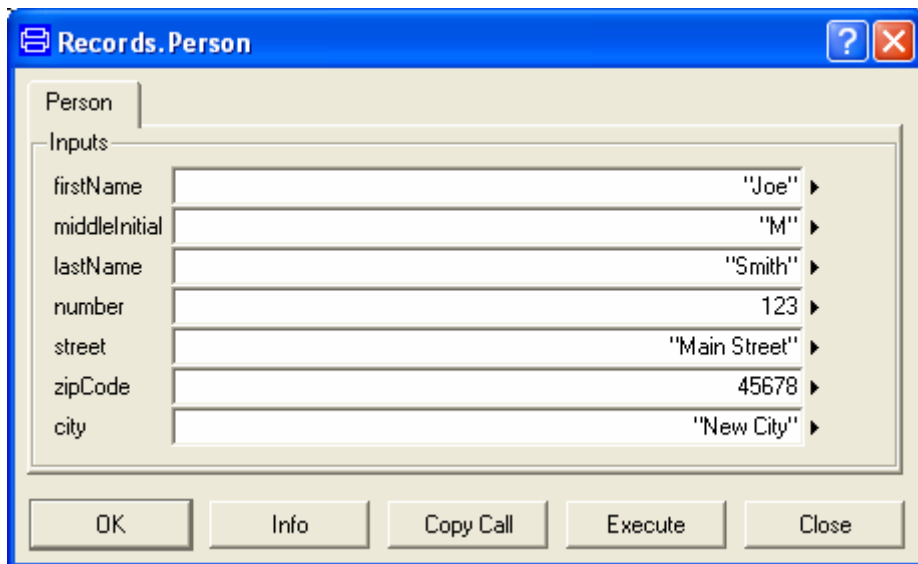 Records.Person
Person
Inputs
firstName "Joe"
middleInitial "M"
lastName "Smith"
number 123
street "Main Street"
zipCode 45678
city "New City"
OK Info Copy Call Execute Close